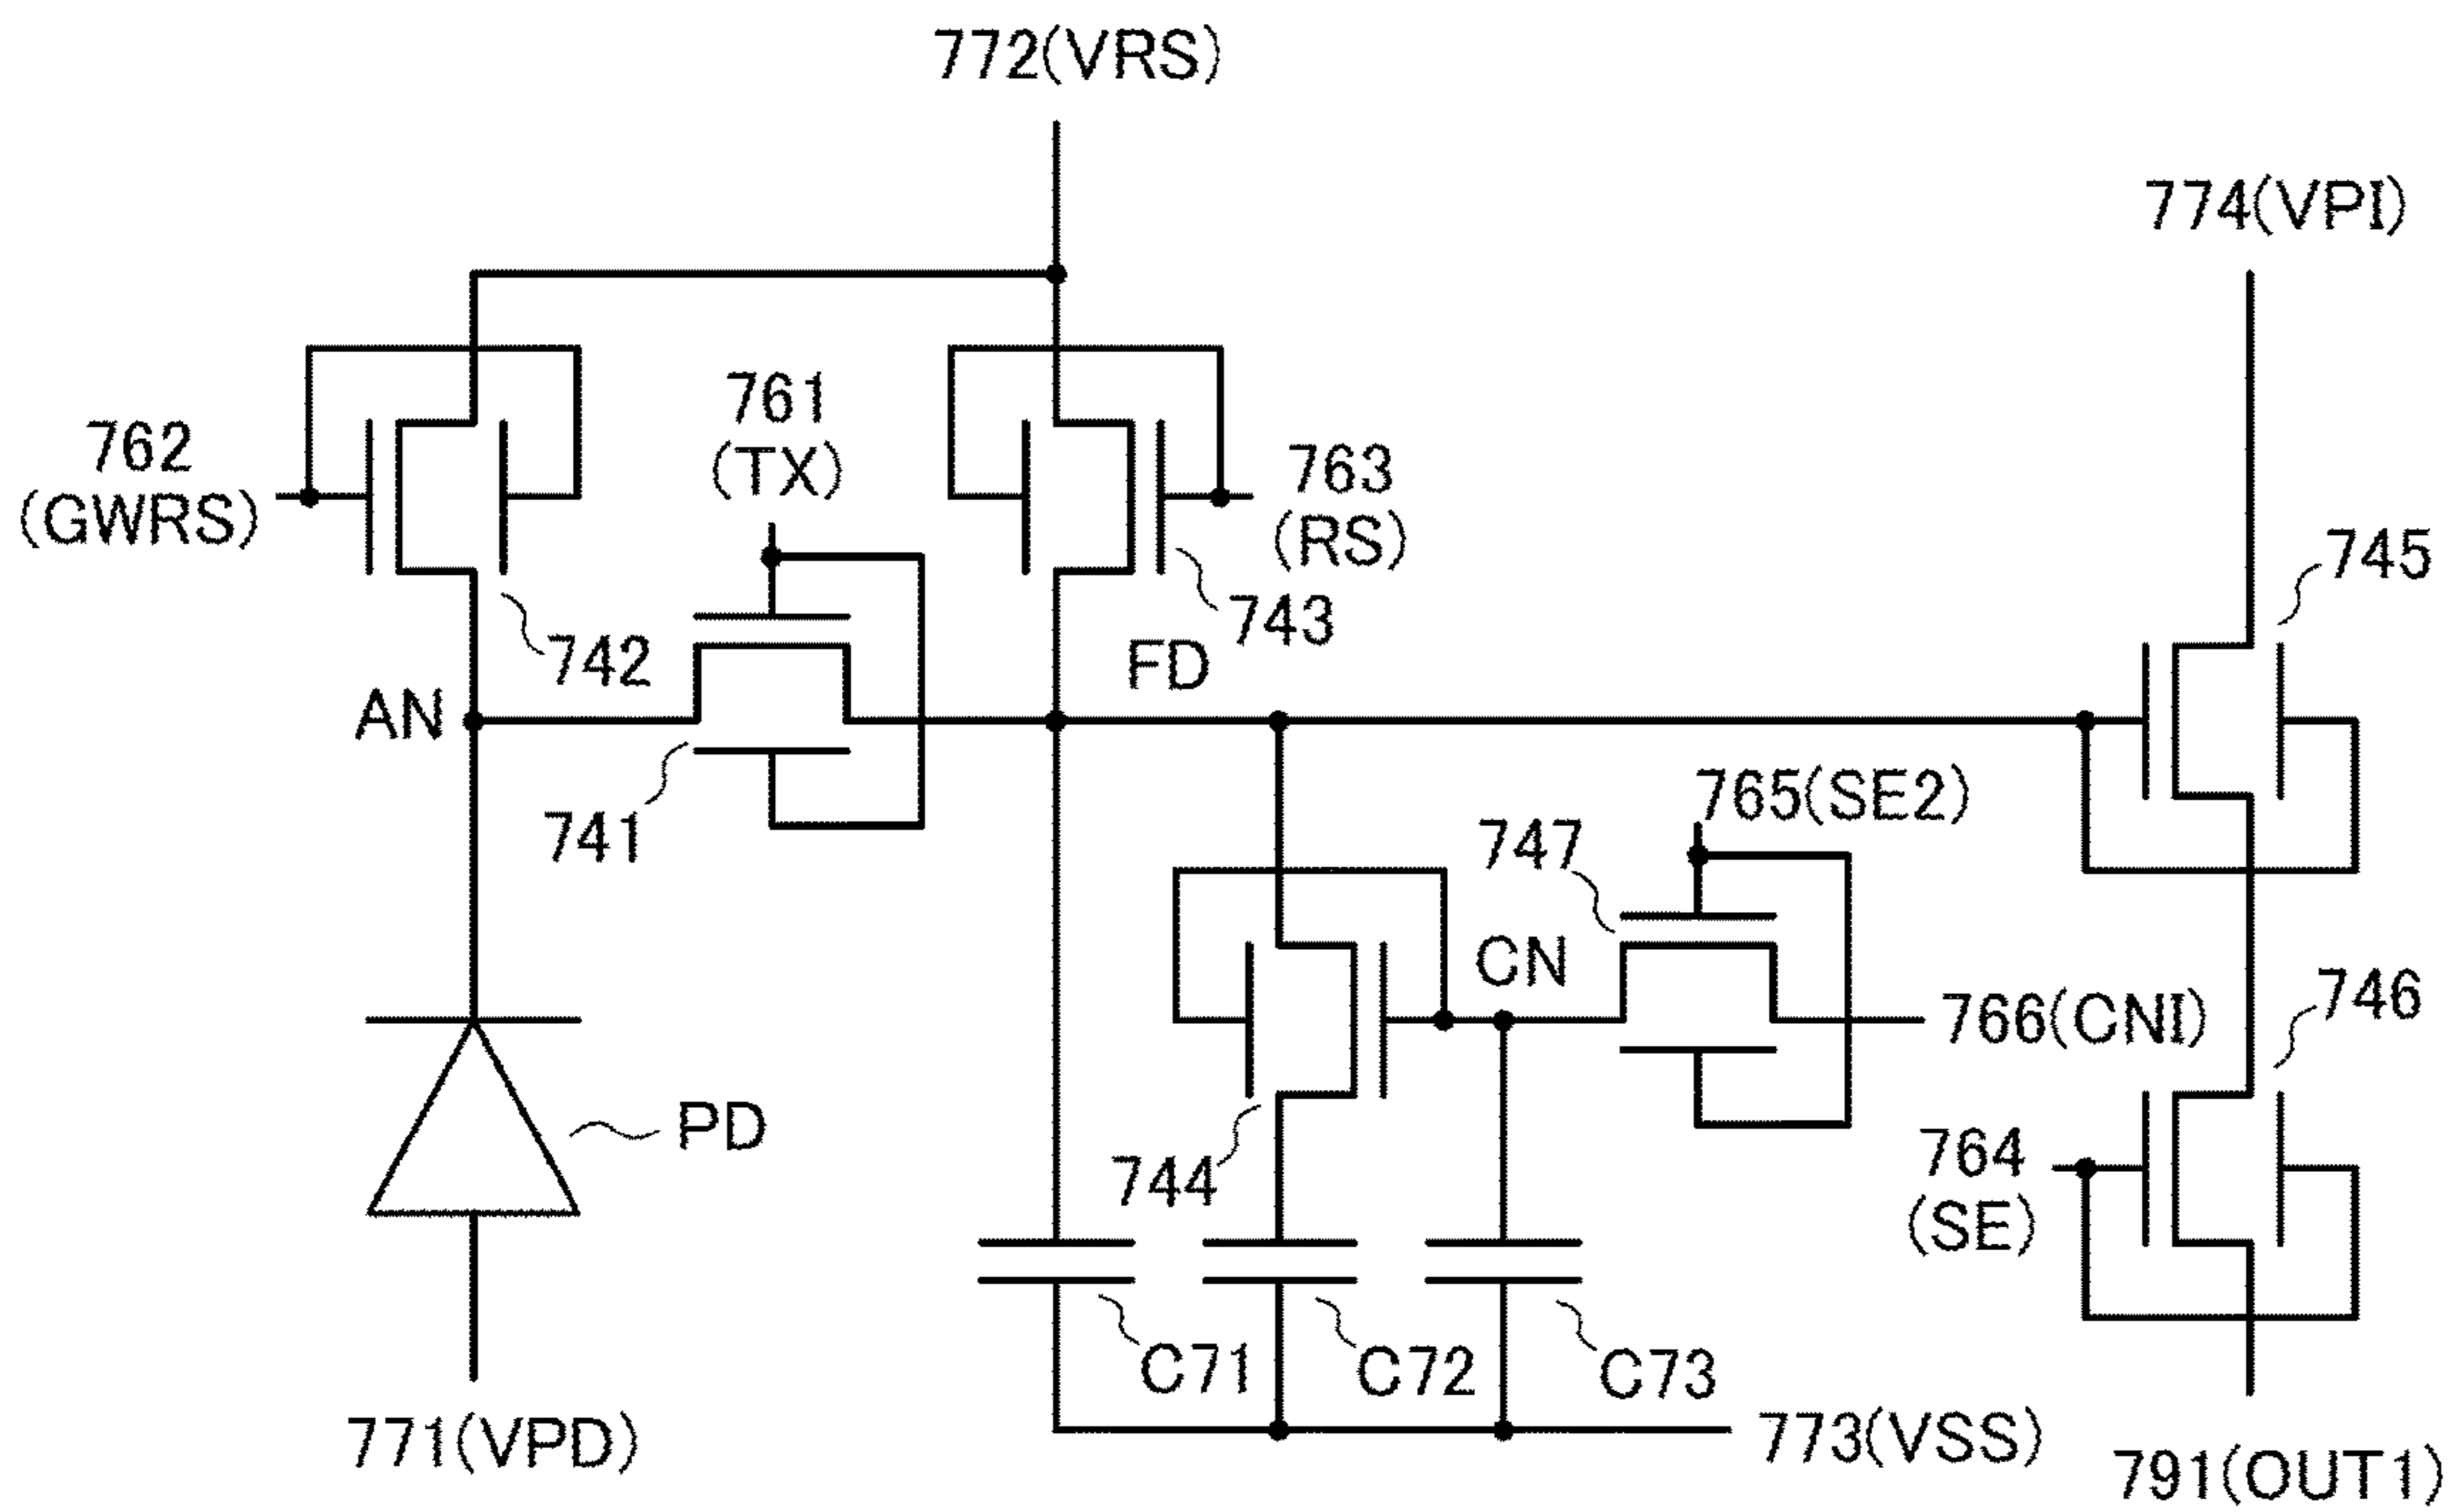 772(VRS)
774(VPI)
762
(GWRS)
761
(TX)
763
(RS)
745
742
743
FD
AN
741
765(SE2)
747
CN
766(CNI)
746
PD
744
764
(SE)
C71
C72
C73
771(VPD)
773(VSS)
791(OUT1)